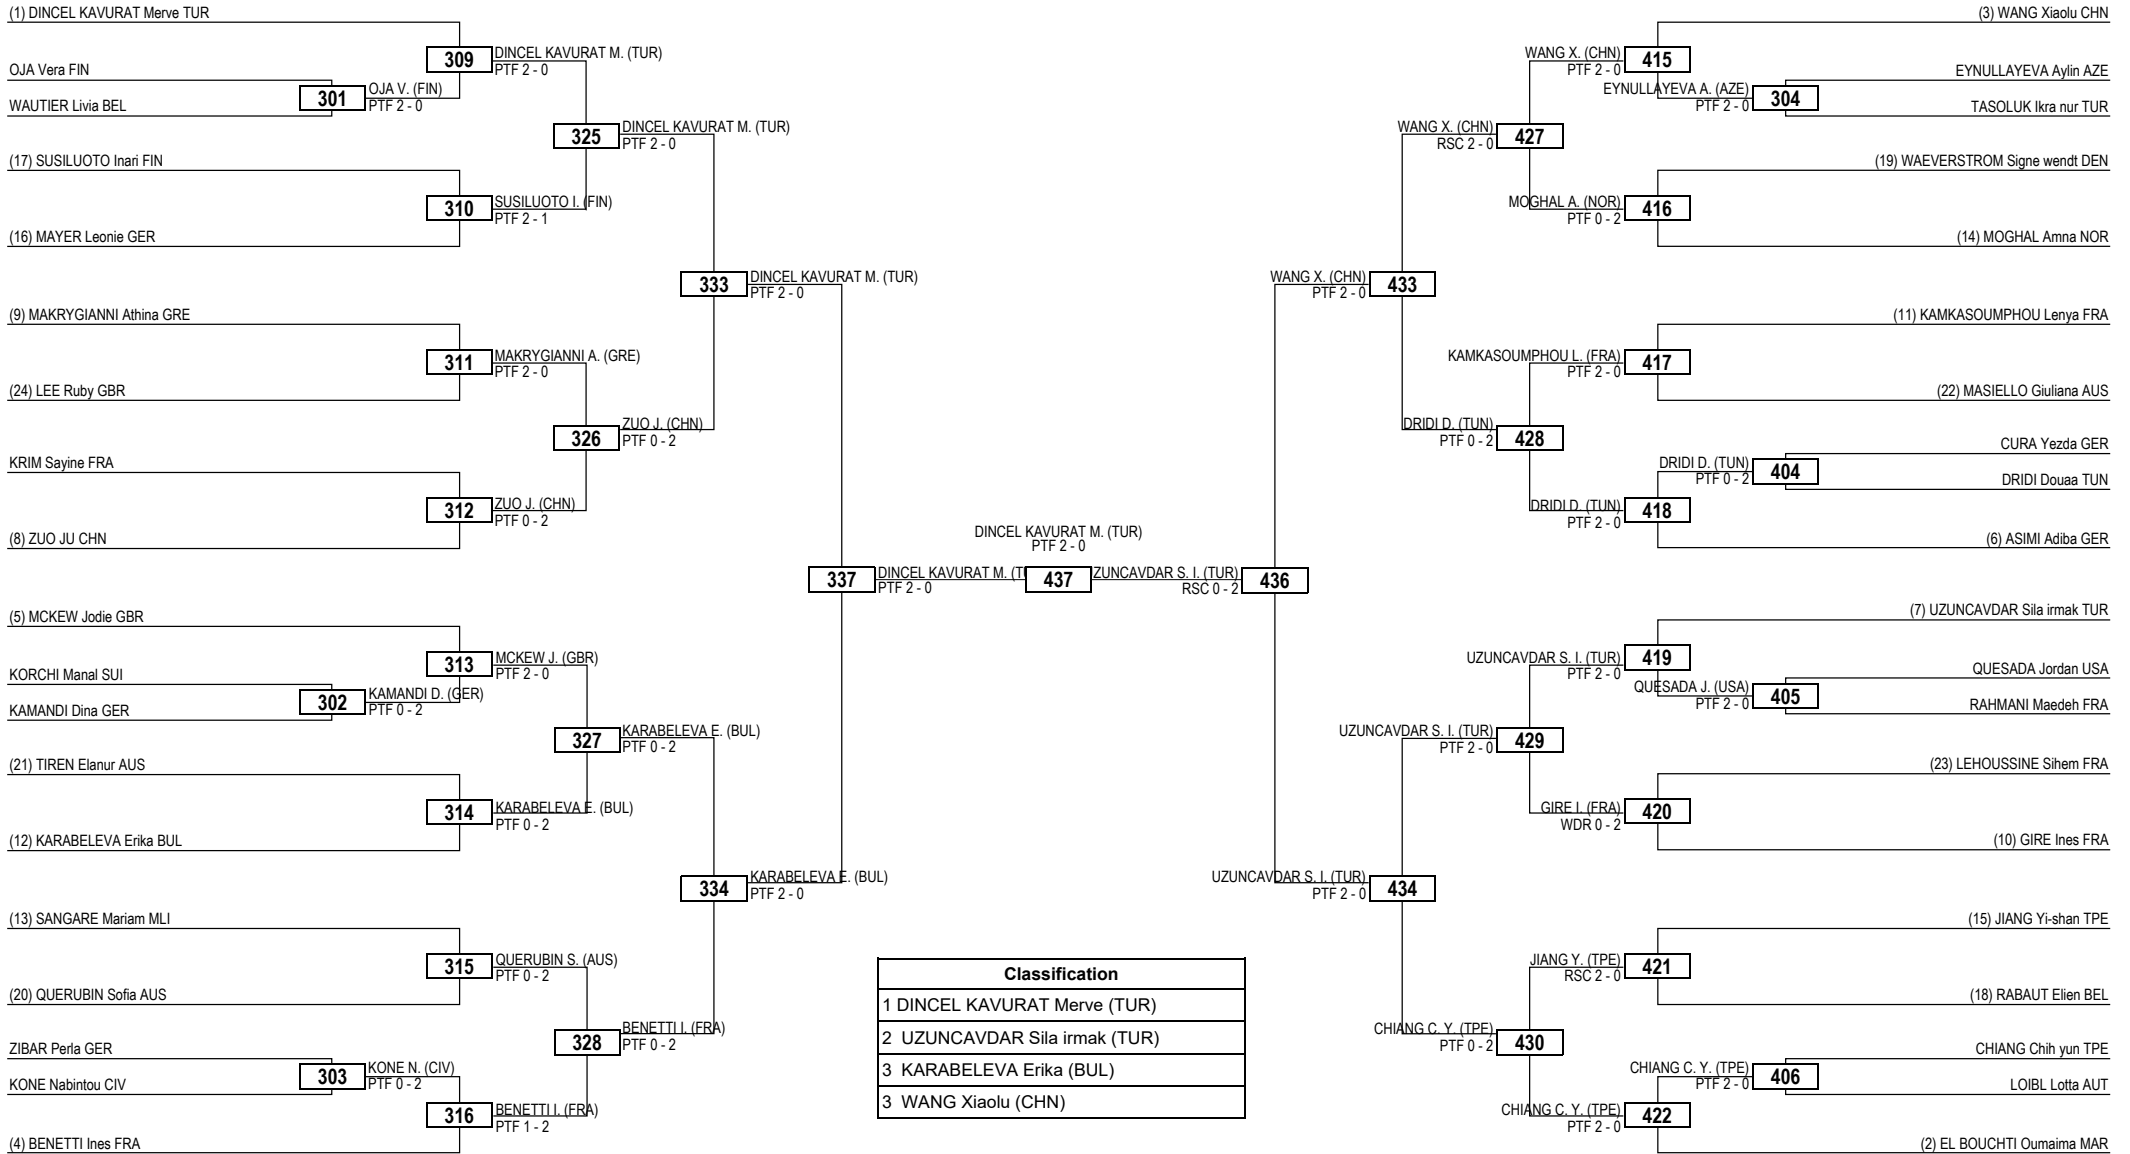 (1) DINCEL KAVURAT Merve TUR
309
DINCEL KAVURAT M. (TUR)
PTF 2 - 0
OJA Vera FIN
301
OJA V. (FIN)
PTF 2 - 0
WAUTIER Livia BEL
325
DINCEL KAVURAT M. (TUR)
PTF 2 - 0
(17) SUSILUOTO Inari FIN
310
SUSILUOTO I. (FIN)
PTF 2 - 1
(16) MAYER Leonie GER
333
DINCEL KAVURAT M. (TUR)
PTF 2 - 0
(9) MAKRYGIANNI Athina GRE
311
MAKRYGIANNI A. (GRE)
PTF 2 - 0
(24) LEE Ruby GBR
326
ZUO J. (CHN)
PTF 0 - 2
KRIM Sayine FRA
312
ZUO J. (CHN)
PTF 0 - 2
(8) ZUO JU CHN
337
DINCEL KAVURAT M. (TU
PTF 2 - 0
(5) MCKEW Jodie GBR
313
MCKEW J. (GBR)
PTF 2 - 0
KORCHI Manal SUI
302
KAMANDI D. (GER)
PTF 0 - 2
KAMANDI Dina GER
327
KARABELEVA E. (BUL)
PTF 0 - 2
(21) TIREN Elanur AUS
314
KARABELEVA E. (BUL)
PTF 0 - 2
(12) KARABELEVA Erika BUL
334
KARABELEVA E. (BUL)
PTF 2 - 0
(13) SANGARE Mariam MLI
315
QUERUBIN S. (AUS)
PTF 0 - 2
(20) QUERUBIN Sofia AUS
328
BENETTI I. (FRA)
PTF 0 - 2
ZIBAR Perla GER
303
KONE N. (CIV)
PTF 0 - 2
KONE Nabintou CIV
316
BENETTI I. (FRA)
PTF 1 - 2
(4) BENETTI Ines FRA
DINCEL KAVURAT M. (TUR)
PTF 2 - 0
437
Classification
1 DINCEL KAVURAT Merve (TUR)
2 UZUNCAVDAR Sila irmak (TUR)
3 KARABELEVA Erika (BUL)
3 WANG Xiaolu (CHN)
(3) WANG Xiaolu CHN
WANG X. (CHN)
PTF 2 - 0
415
EYNULLAYEVA Aylin AZE
EYNULLAYEVA A. (AZE)
PTF 2 - 0
304
TASOLUK Ikra nur TUR
WANG X. (CHN)
RSC 2 - 0
427
(19) WAEVERSTROM Signe wendt DEN
MOGHAL A. (NOR)
PTF 0 - 2
416
(14) MOGHAL Amna NOR
WANG X. (CHN)
PTF 2 - 0
433
(11) KAMKASOUMPHOU Lenya FRA
KAMKASOUMPHOU L. (FRA)
PTF 2 - 0
417
(22) MASIELLO Giuliana AUS
DRIDI D. (TUN)
PTF 0 - 2
428
CURA Yezda GER
DRIDI D. (TUN)
PTF 0 - 2
404
DRIDI Douaa TUN
DRIDI D. (TUN)
PTF 2 - 0
418
(6) ASIMI Adiba GER
UZUNCAVDAR S. I. (TUR)
RSC 0 - 2
436
(7) UZUNCAVDAR Sila irmak TUR
UZUNCAVDAR S. I. (TUR)
PTF 2 - 0
419
QUESADA Jordan USA
QUESADA J. (USA)
PTF 2 - 0
405
RAHMANI Maedeh FRA
UZUNCAVDAR S. I. (TUR)
PTF 2 - 0
429
(23) LEHOUSSINE Sihem FRA
GIRE I. (FRA)
WDR 0 - 2
420
(10) GIRE Ines FRA
UZUNCAVDAR S. I. (TUR)
PTF 2 - 0
434
(15) JIANG Yi-shan TPE
JIANG Y. (TPE)
RSC 2 - 0
421
(18) RABAUT Elien BEL
CHIANG C. Y. (TPE)
PTF 0 - 2
430
CHIANG Chih yun TPE
CHIANG C. Y. (TPE)
PTF 2 - 0
406
LOIBL Lotta AUT
CHIANG C. Y. (TPE)
PTF 2 - 0
422
(2) EL BOUCHTI Oumaima MAR